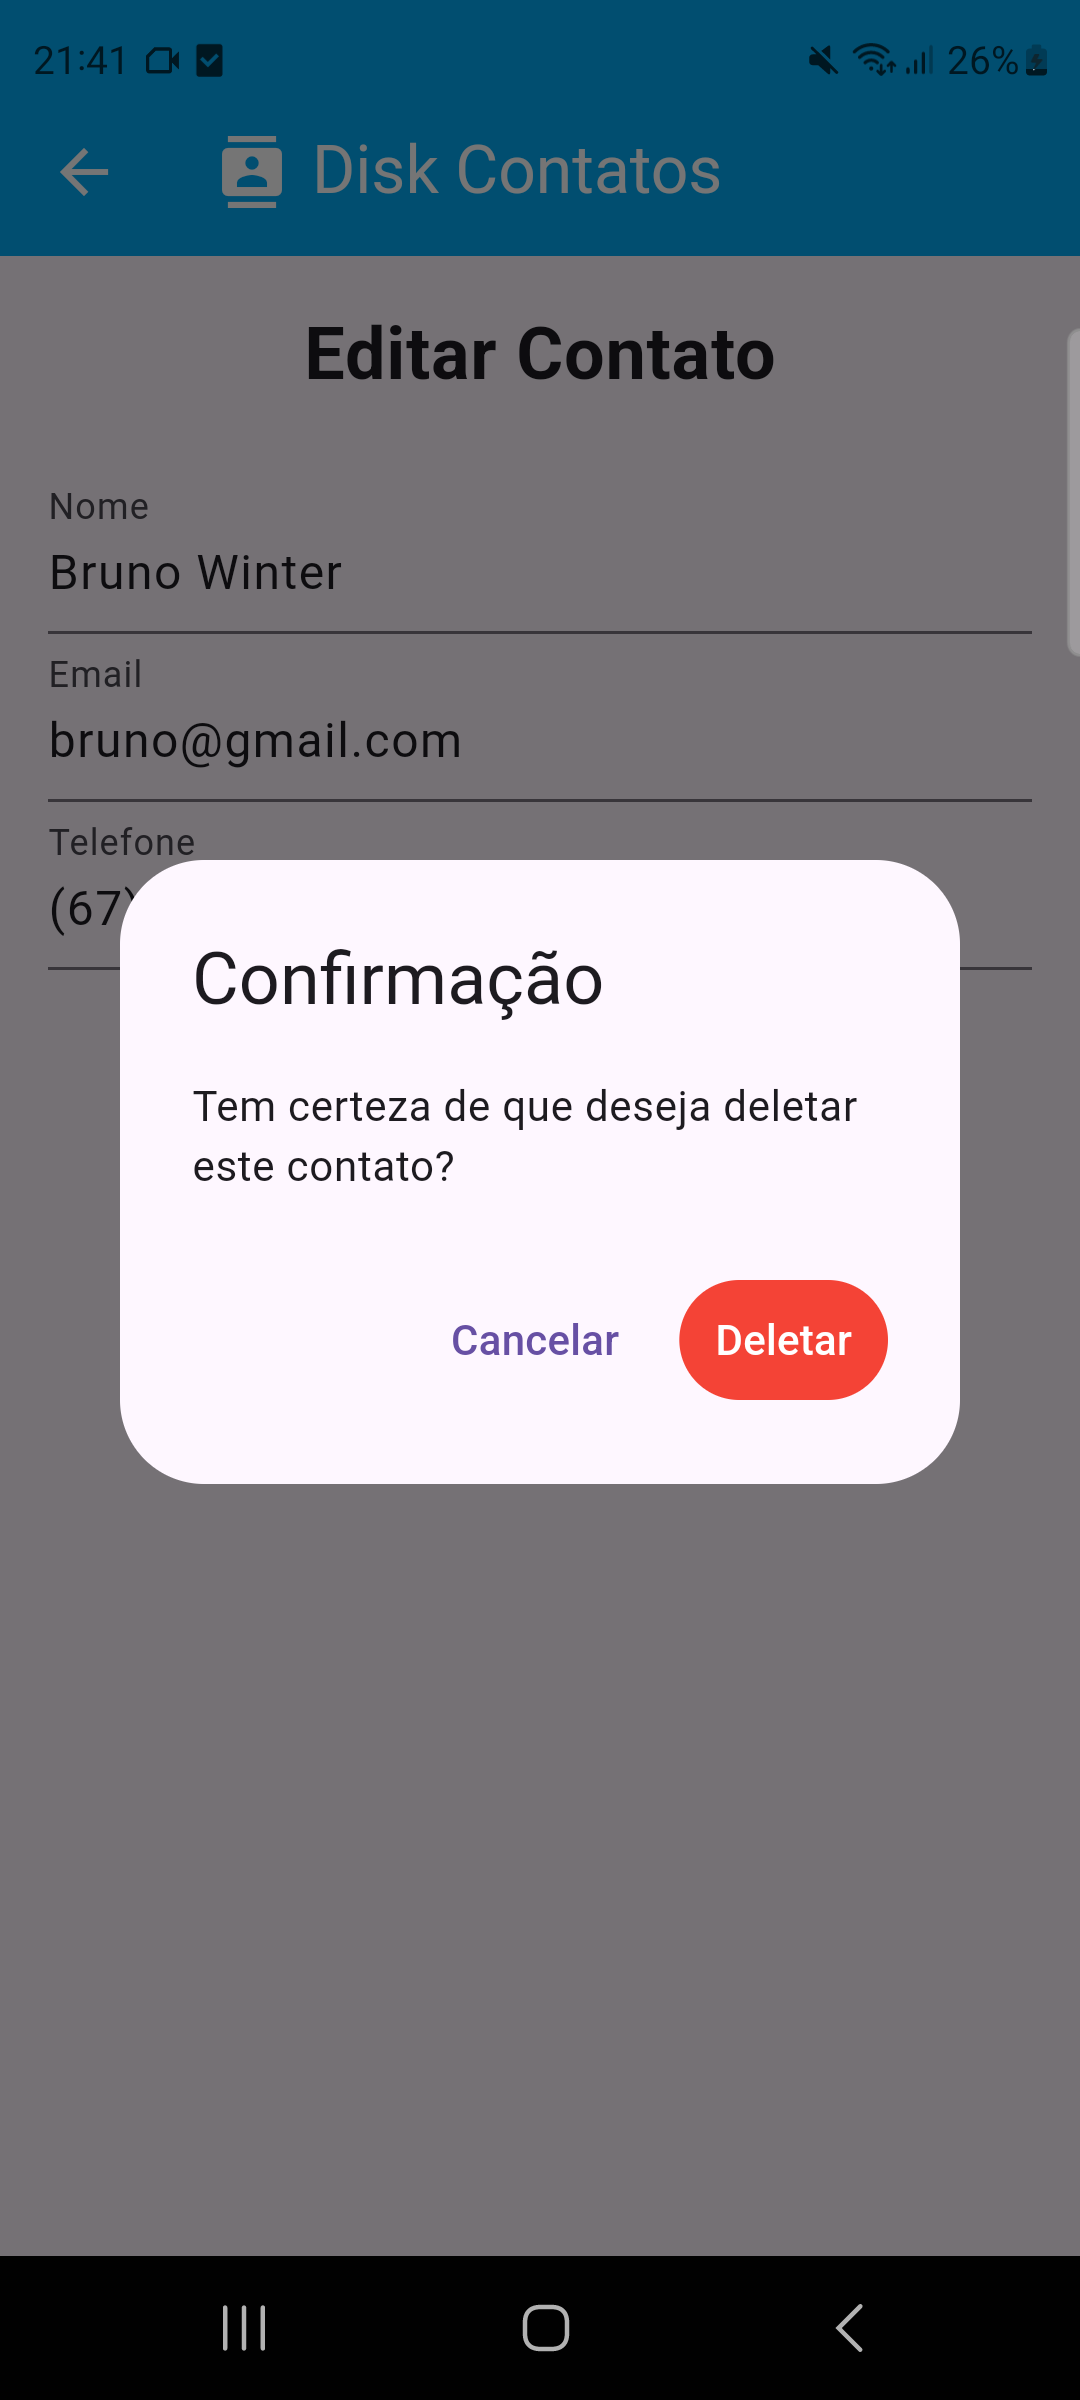 21:41 26%
Disk Contatos
Editar Contato
Nome
Bruno Winter
Email
bruno@gmail.com
Telefone
(67)
Confirmação
Tem certeza de que deseja deletar
este contato?
Cancelar Deletar